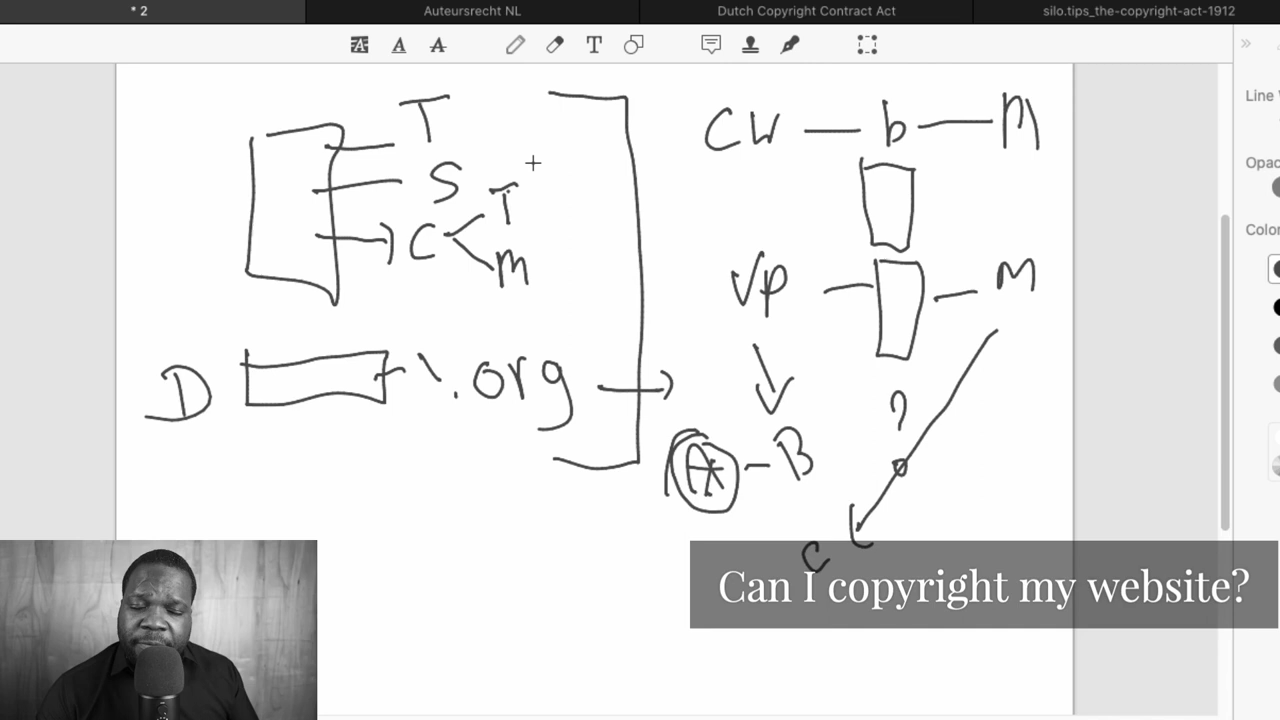 * 2
Auteursrecht NL
Dutch Copyright Contract Act
silo.tips_the-copyright-act-1912
A A A T
Line
Opac
Color
T
S
T
C
m
D
\.org
CW — b — M
VP
M
A - B
?
C
Can I copyright my website?